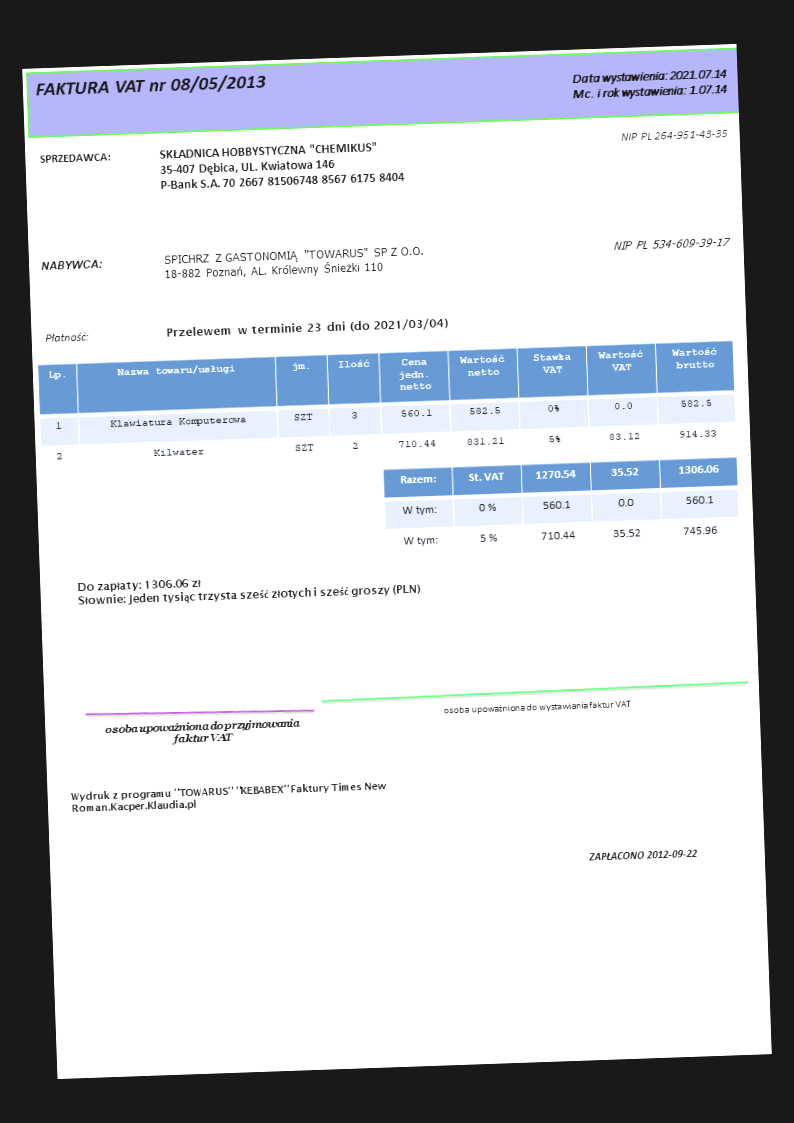 FAKTURA VAT nr 08/05/2013
Data wystawienia: 2021.07.14
Mc. i rok wystawienia: 1.07.14
NIP PL 264-951-43-35
SPRZEDAWCA: SKŁADNICA HOBBYSTYCZNA "CHEMIKUS"
35-407 Dębica, UL. Kwiatowa 146
P-Bank S.A. 70 2667 81506748 8567 6175 8404
NIP PL 534-609-39-17
NABYWCA: SPICHRZ Z GASTONOMIĄ "TOWARUS" SP Z O.O.
18-882 Poznań, AL. Królewny Śnieżki 110
Płatność: Przelewem w terminie 23 dni (do 2021/03/04)
Lp. Nazwa towaru/usługi jm. Ilość Cena jedn. netto Wartość netto Stawka VAT Wartość VAT Wartość brutto
1 Klawiatura Komputerowa SZT 3 560.1 582.5 0% 0.0 582.5
2 Kilwater SZT 2 710.44 831.21 5% 83.12 914.33
Razem: St. VAT 1270.54 35.52 1306.06
W tym: 0 % 560.1 0.0 560.1
W tym: 5 % 710.44 35.52 745.96
Do zapłaty: 1306.06 zł
Słownie: Jeden tysiąc trzysta sześć złotych i sześć groszy (PLN)
osoba upoważniona do przyjmowania
faktur VAT
osoba upoważniona do wystawiania faktur VAT
Wydruk z programu ''TOWARUS'' ''KEBABEX'' Faktury Times New
Roman.Kacper.Klaudia.pl
ZAPŁACONO 2012-09-22